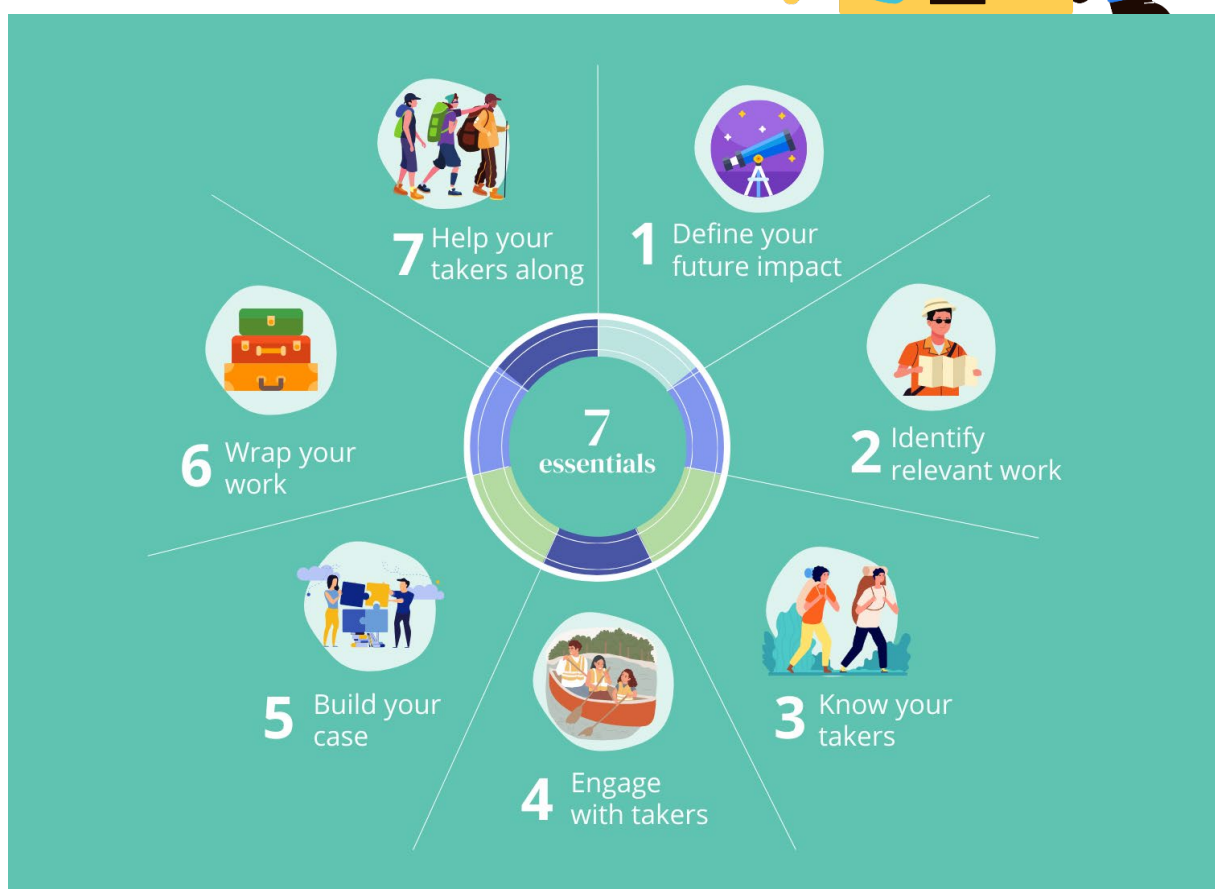 7
essentials
1 Define your
future impact
2 Identify
relevant work
3 Know your
takers
4 Engage
with takers
5 Build your
case
6 Wrap your
work
7 Help your
takers along